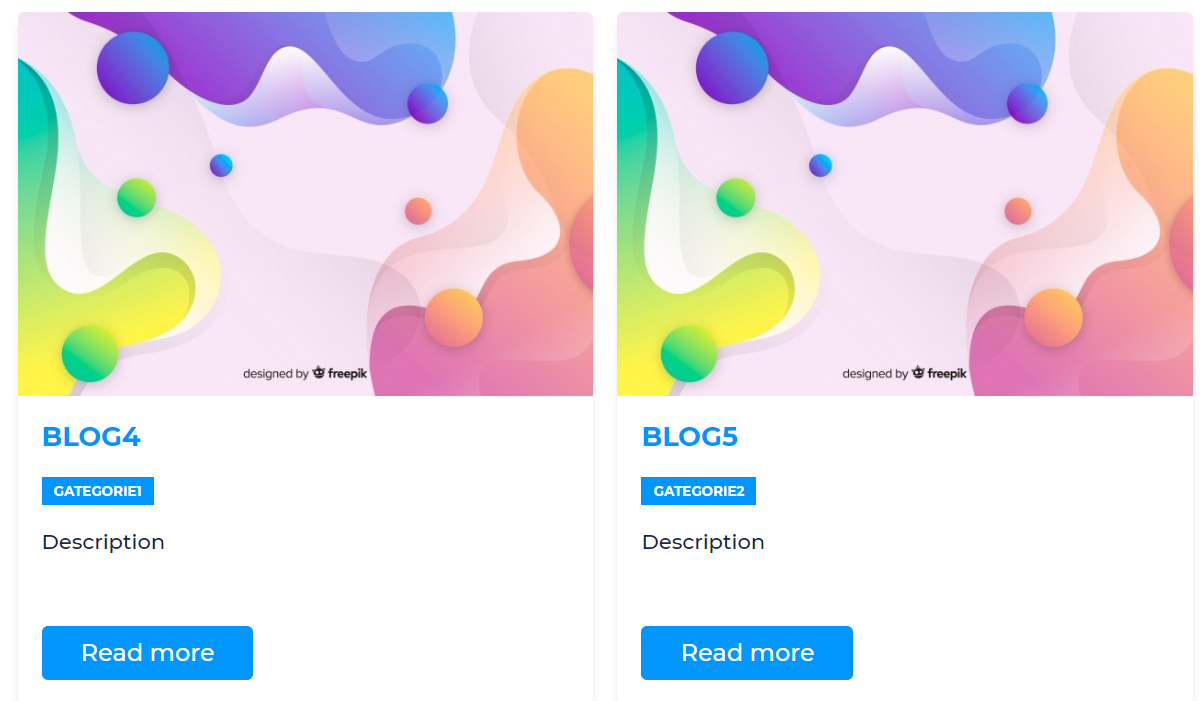 designed by freepik
BLOG4
GATEGORIE1
Description
Read more
designed by freepik
BLOG5
GATEGORIE2
Description
Read more